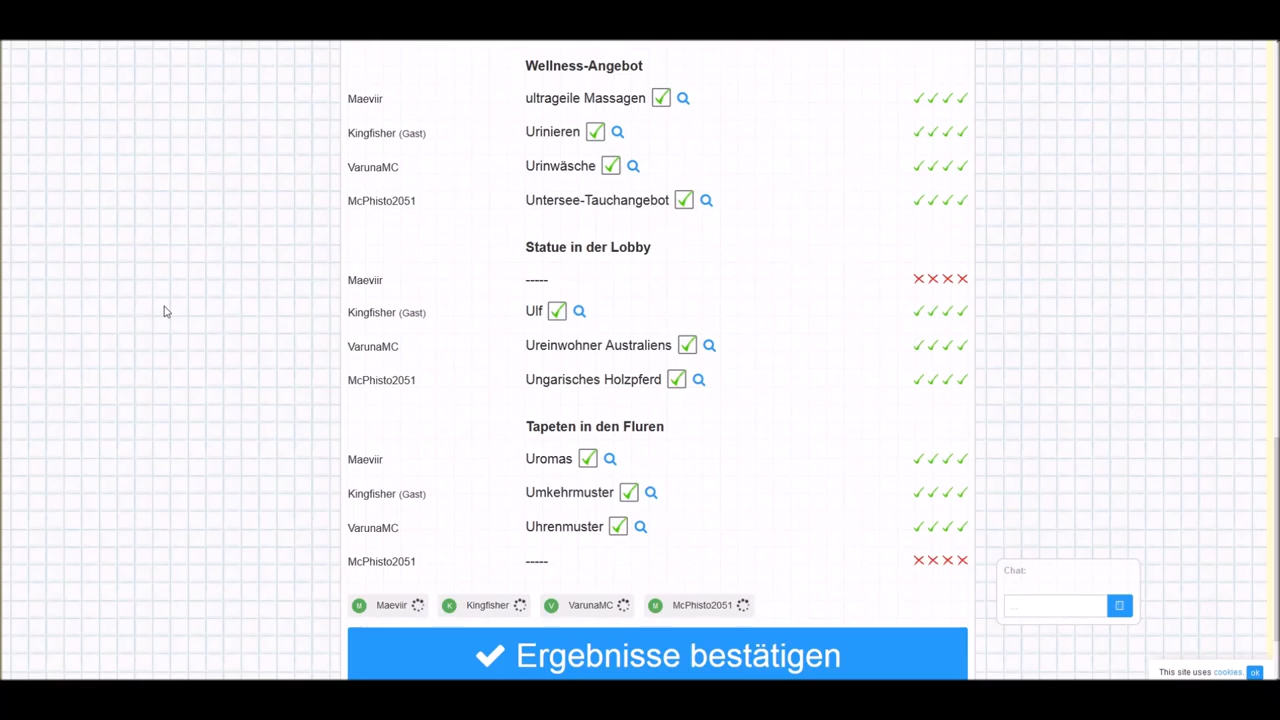 Wellness-Angebot
Maeviir ultrageile Massagen
Kingfisher (Gast) Urinieren
VarunaMC Urinwäsche
McPhisto2051 Untersee-Tauchangebot
Statue in der Lobby
Maeviir -----
Kingfisher (Gast) Ulf
VarunaMC Ureinwohner Australiens
McPhisto2051 Ungarisches Holzpferd
Tapeten in den Fluren
Maeviir Uromas
Kingfisher (Gast) Umkehrmuster
VarunaMC Uhrenmuster
McPhisto2051 -----
Chat:
...
M Maeviir K Kingfisher V VarunaMC M McPhisto2051
Ergebnisse bestätigen
This site uses cookies. ok